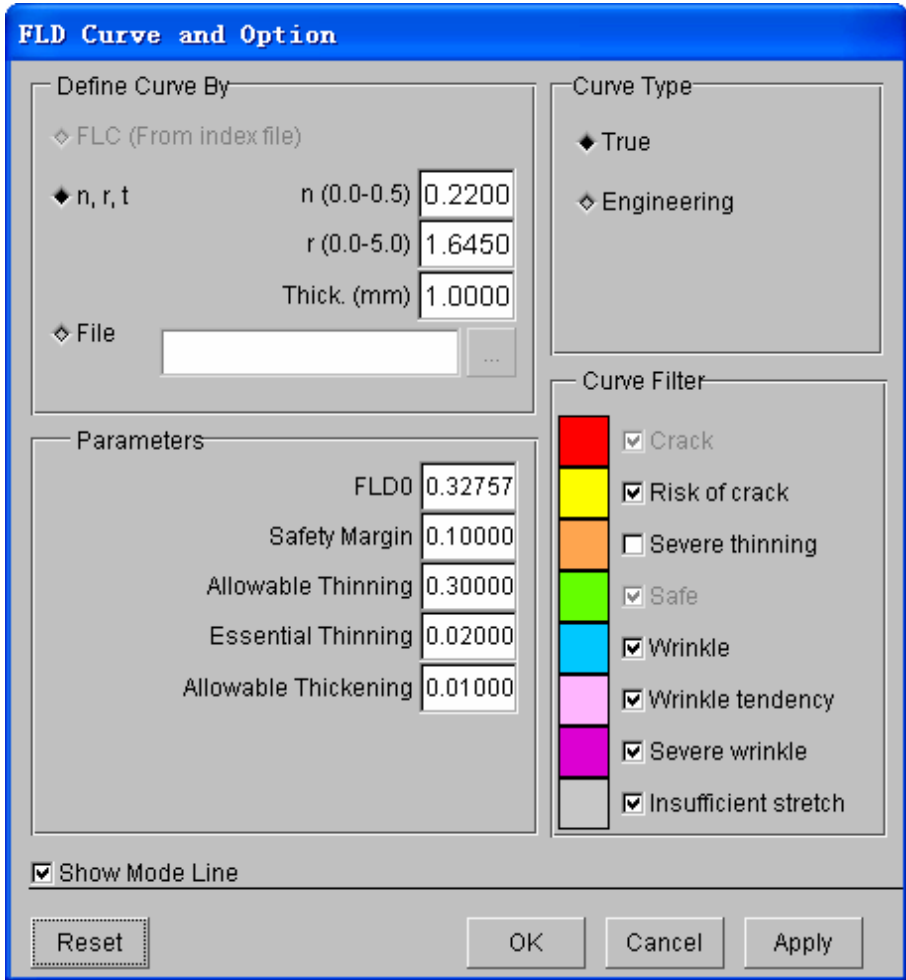 FLD Curve and Option
Define Curve By
FLC (From index file)
n, r, t
n (0.0-0.5) 0.2200
r (0.0-5.0) 1.6450
Thick. (mm) 1.0000
File
...
Curve Type
True
Engineering
Parameters
FLD0 0.32757
Safety Margin 0.10000
Allowable Thinning 0.30000
Essential Thinning 0.02000
Allowable Thickening 0.01000
Curve Filter
Crack
Risk of crack
Severe thinning
Safe
Wrinkle
Wrinkle tendency
Severe wrinkle
Insufficient stretch
Show Mode Line
Reset OK Cancel Apply